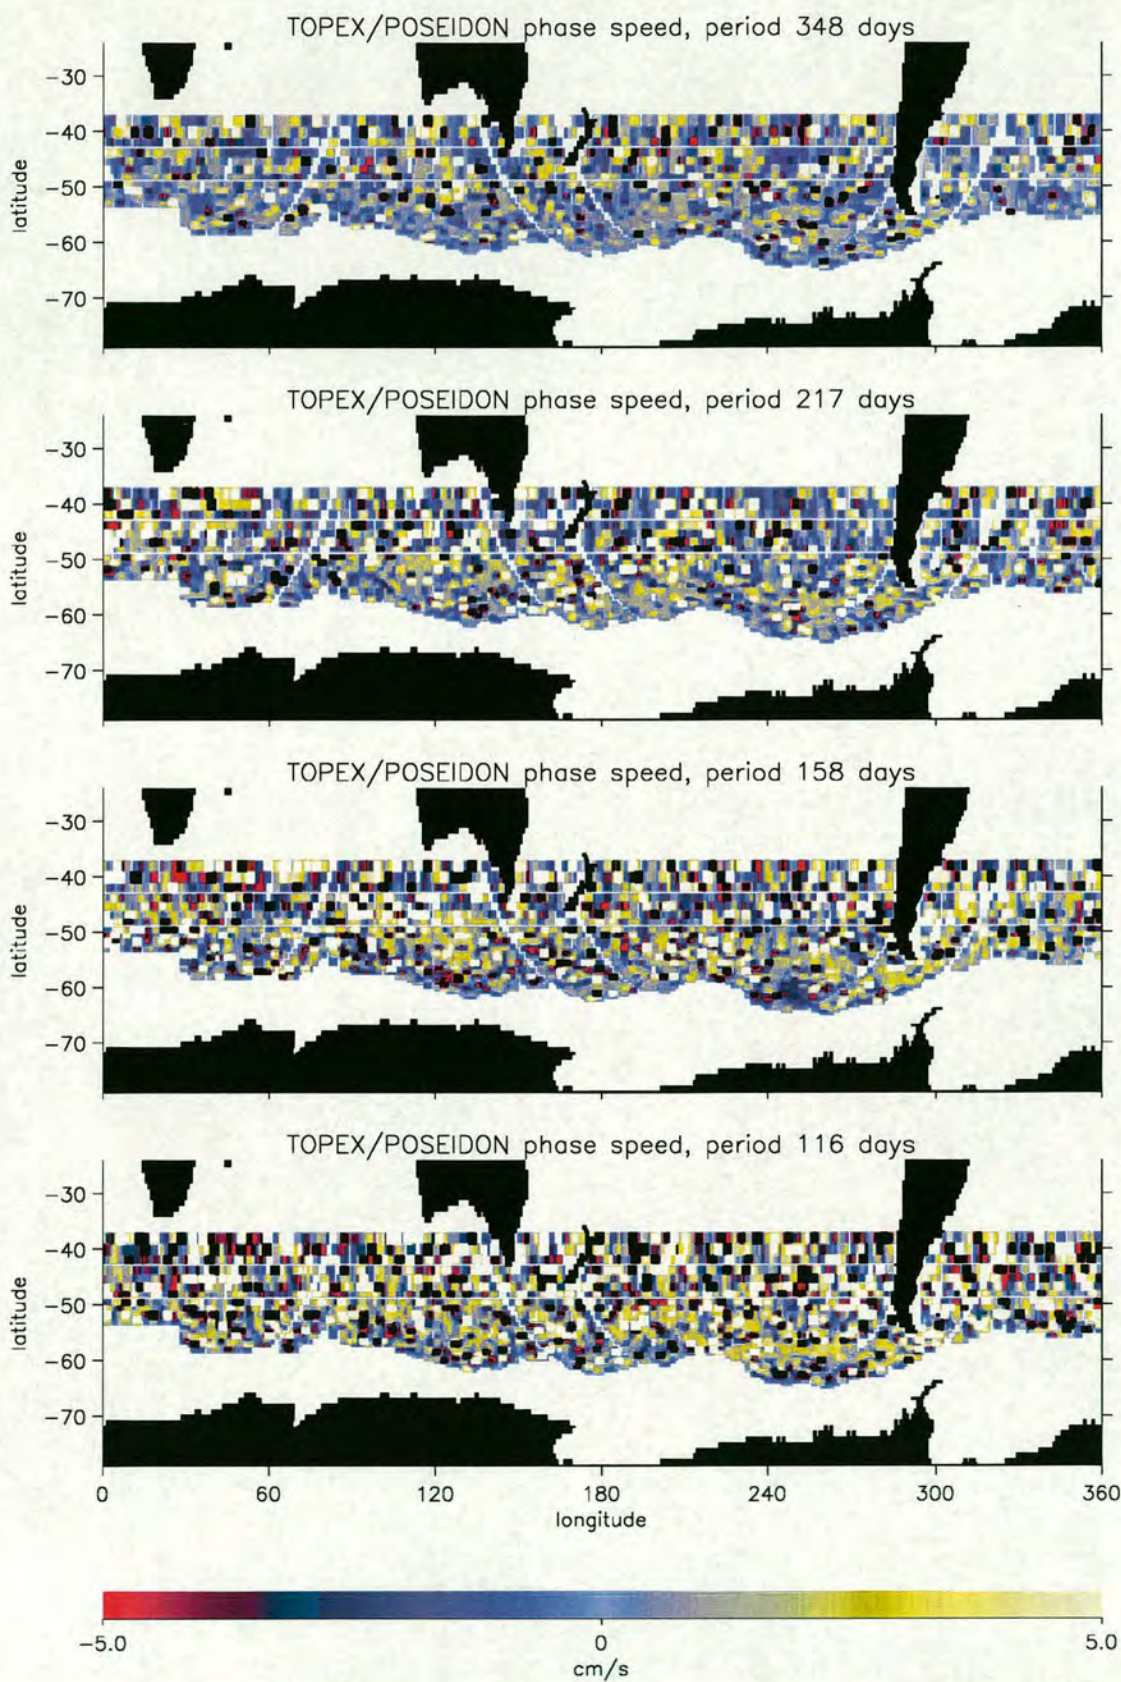 TOPEX/POSEIDON phase speed, period 348 days
-30
-40
-50
-60
-70
latitude
TOPEX/POSEIDON phase speed, period 217 days
-30
-40
-50
-60
-70
latitude
TOPEX/POSEIDON phase speed, period 158 days
-30
-40
-50
-60
-70
latitude
TOPEX/POSEIDON phase speed, period 116 days
-30
-40
-50
-60
-70
latitude
0 60 120 180 240 300 360
longitude
-5.0 0 5.0
cm/s